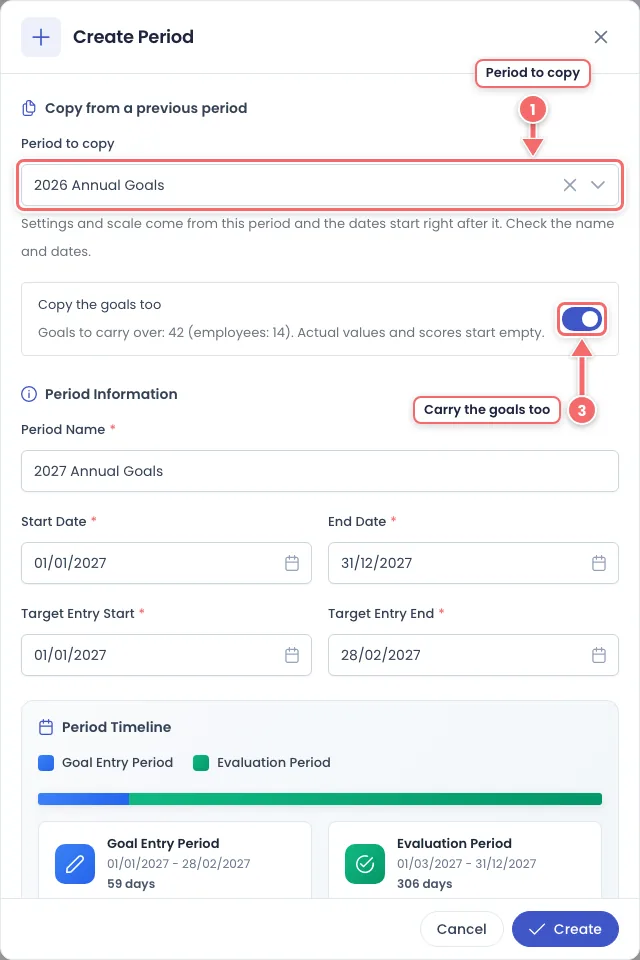 Create Period
Period to copy
1
Copy from a previous period
Period to copy
2026 Annual Goals
Settings and scale come from this period and the dates start right after it. Check the name
and dates.
Copy the goals too
Goals to carry over: 42 (employees: 14). Actual values and scores start empty.
Carry the goals too
3
Period Information
Period Name *
2027 Annual Goals
Start Date *
End Date *
01/01/2027
31/12/2027
Target Entry Start *
Target Entry End *
01/01/2027
28/02/2027
Period Timeline
Goal Entry Period
Evaluation Period
Goal Entry Period
01/01/2027 - 28/02/2027
59 days
Evaluation Period
01/03/2027 - 31/12/2027
306 days
Cancel
Create